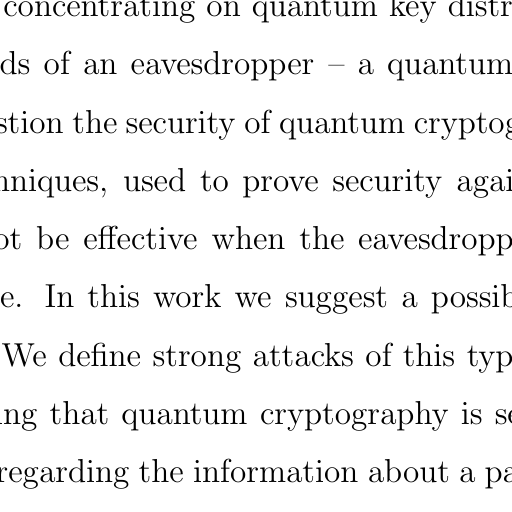 concentrating on quantum key distr
ds of an eavesdropper – a quantum
stion the security of quantum cryptog
hniques, used to prove security agai
ot be effective when the eavesdropp
e. In this work we suggest a possib
We define strong attacks of this typ
ing that quantum cryptography is se
regarding the information about a pa